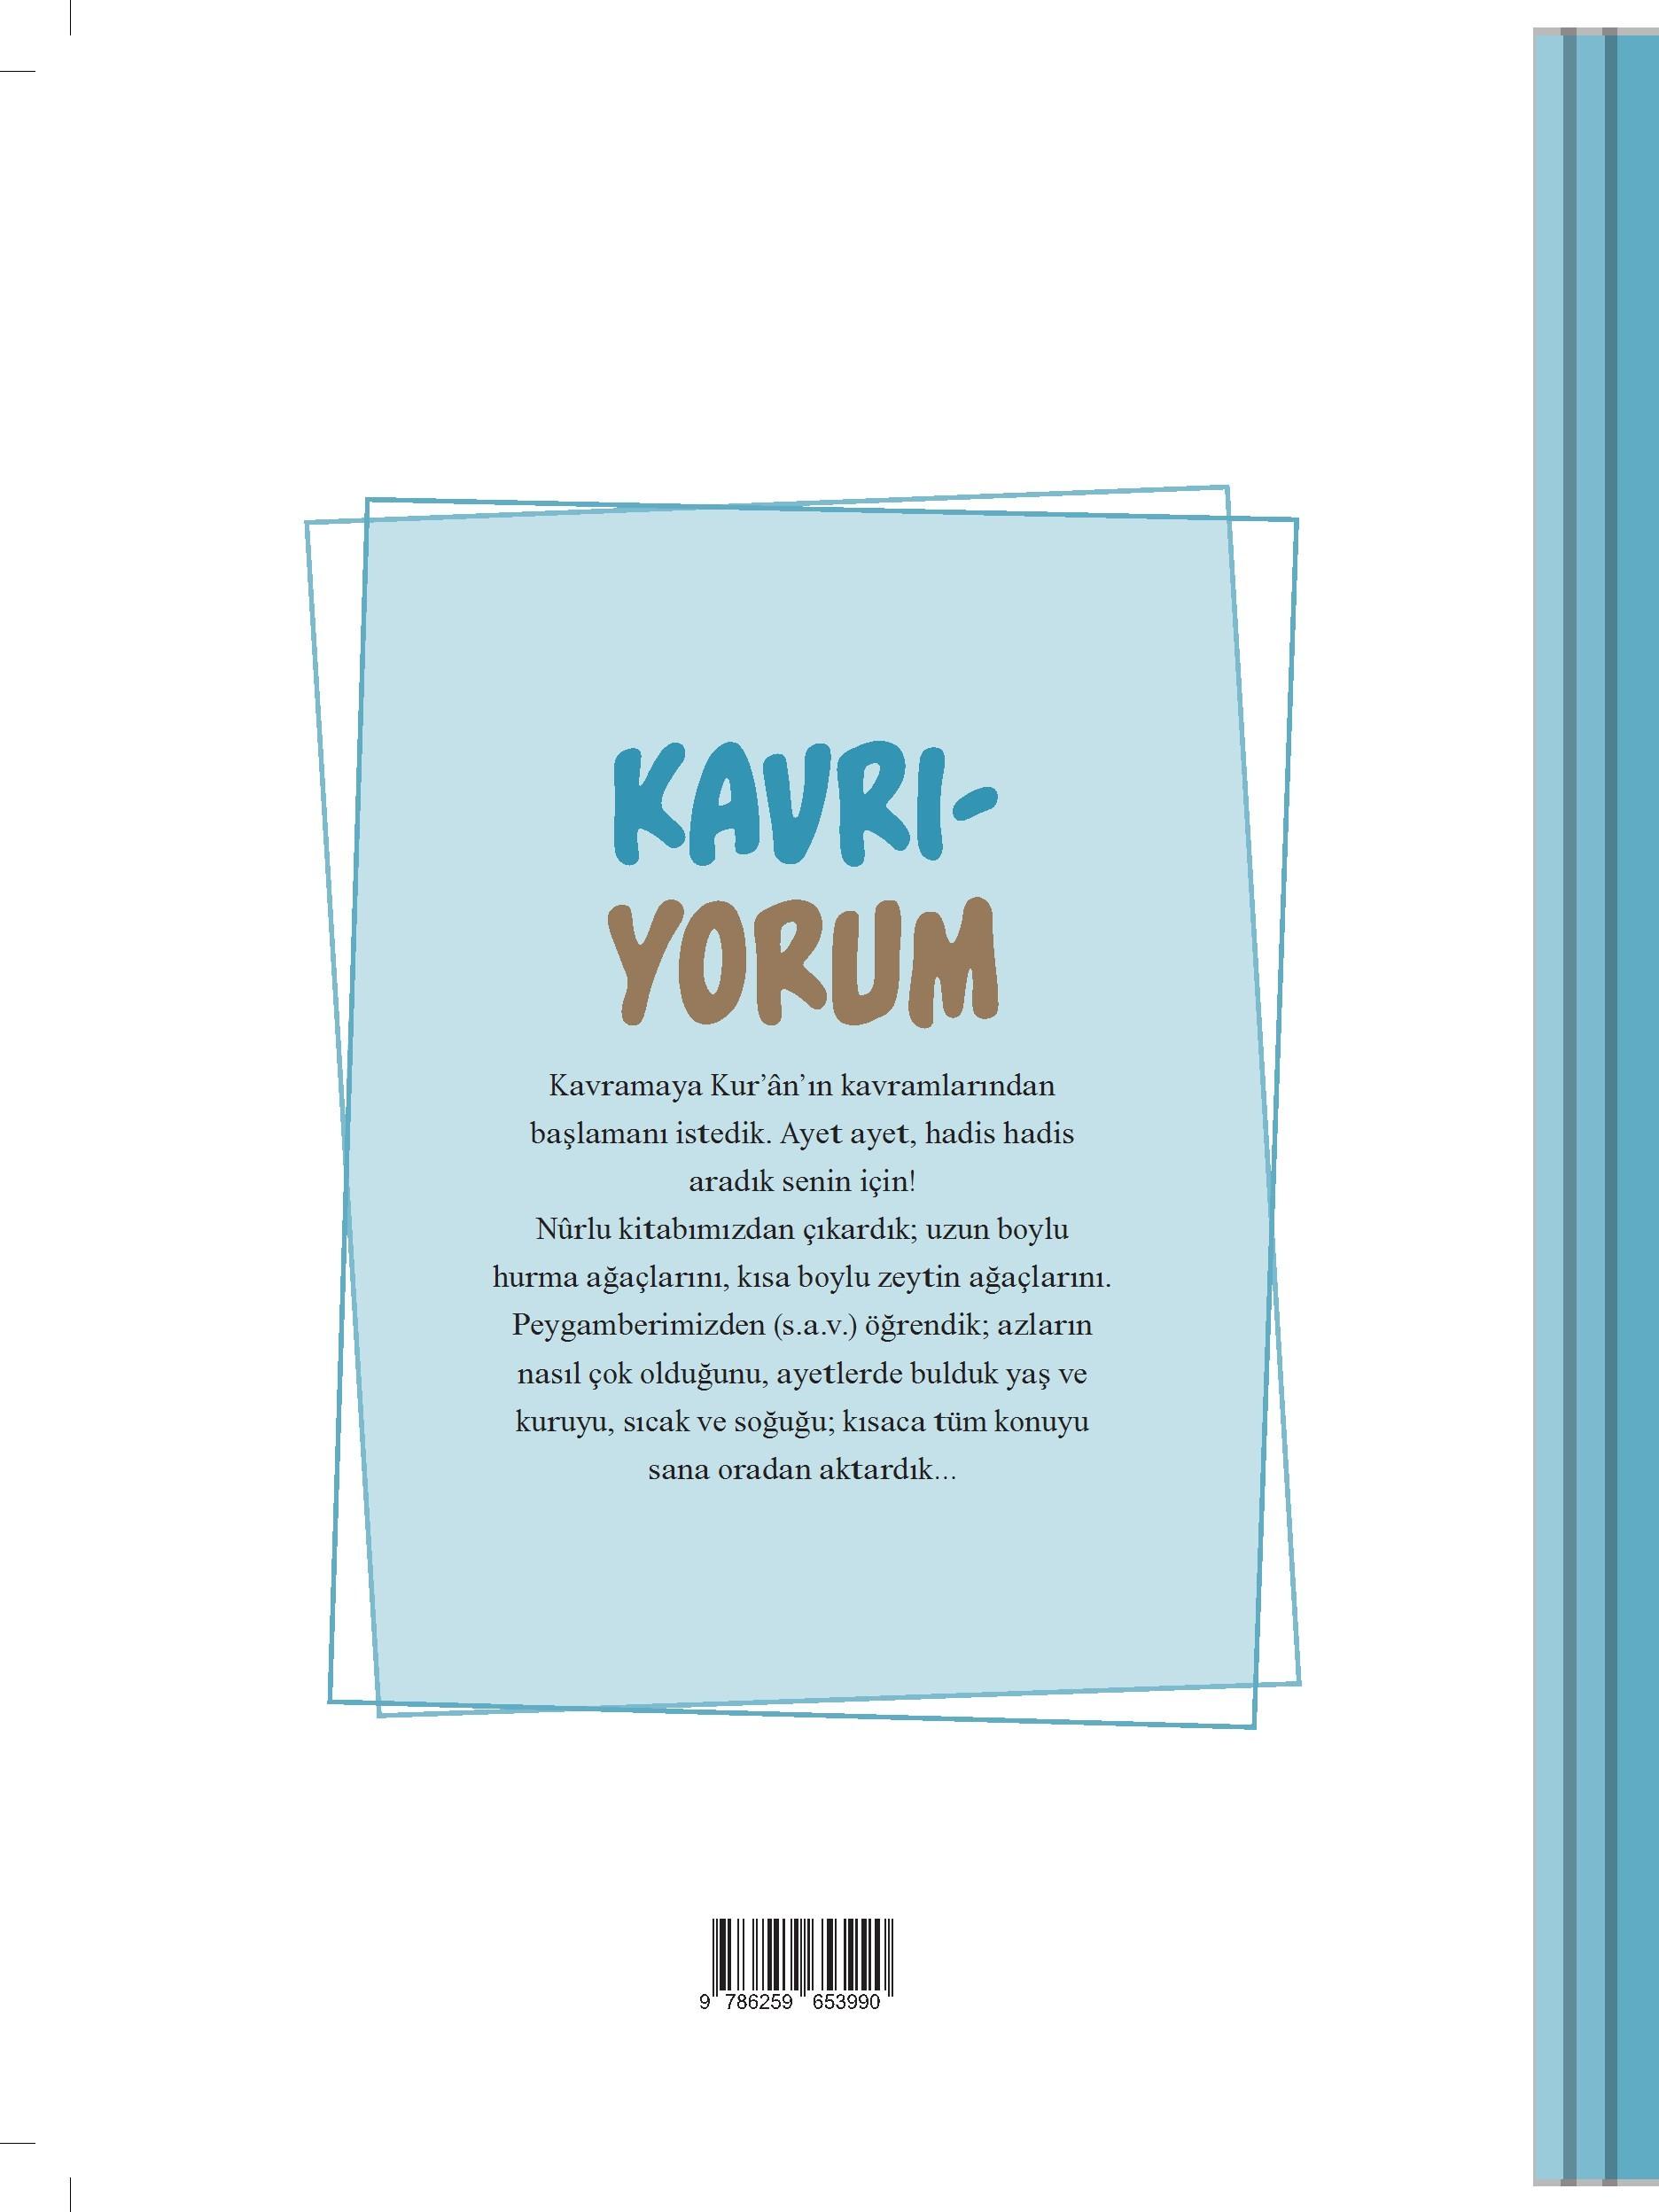 KAVRI-
YORUM
Kavramaya Kur’ân’ın kavramlarından
başlamanı istedik. Ayet ayet, hadis hadis
aradık senin için!
Nûrlu kitabımızdan çıkardık; uzun boylu
hurma ağaçlarını, kısa boylu zeytin ağaçlarını.
Peygamberimizden (s.a.v.) öğrendik; azların
nasıl çok olduğunu, ayetlerde bulduk yaş ve
kuruyu, sıcak ve soğuğu; kısaca tüm konuyu
sana oradan aktardık...
9 786259 653990